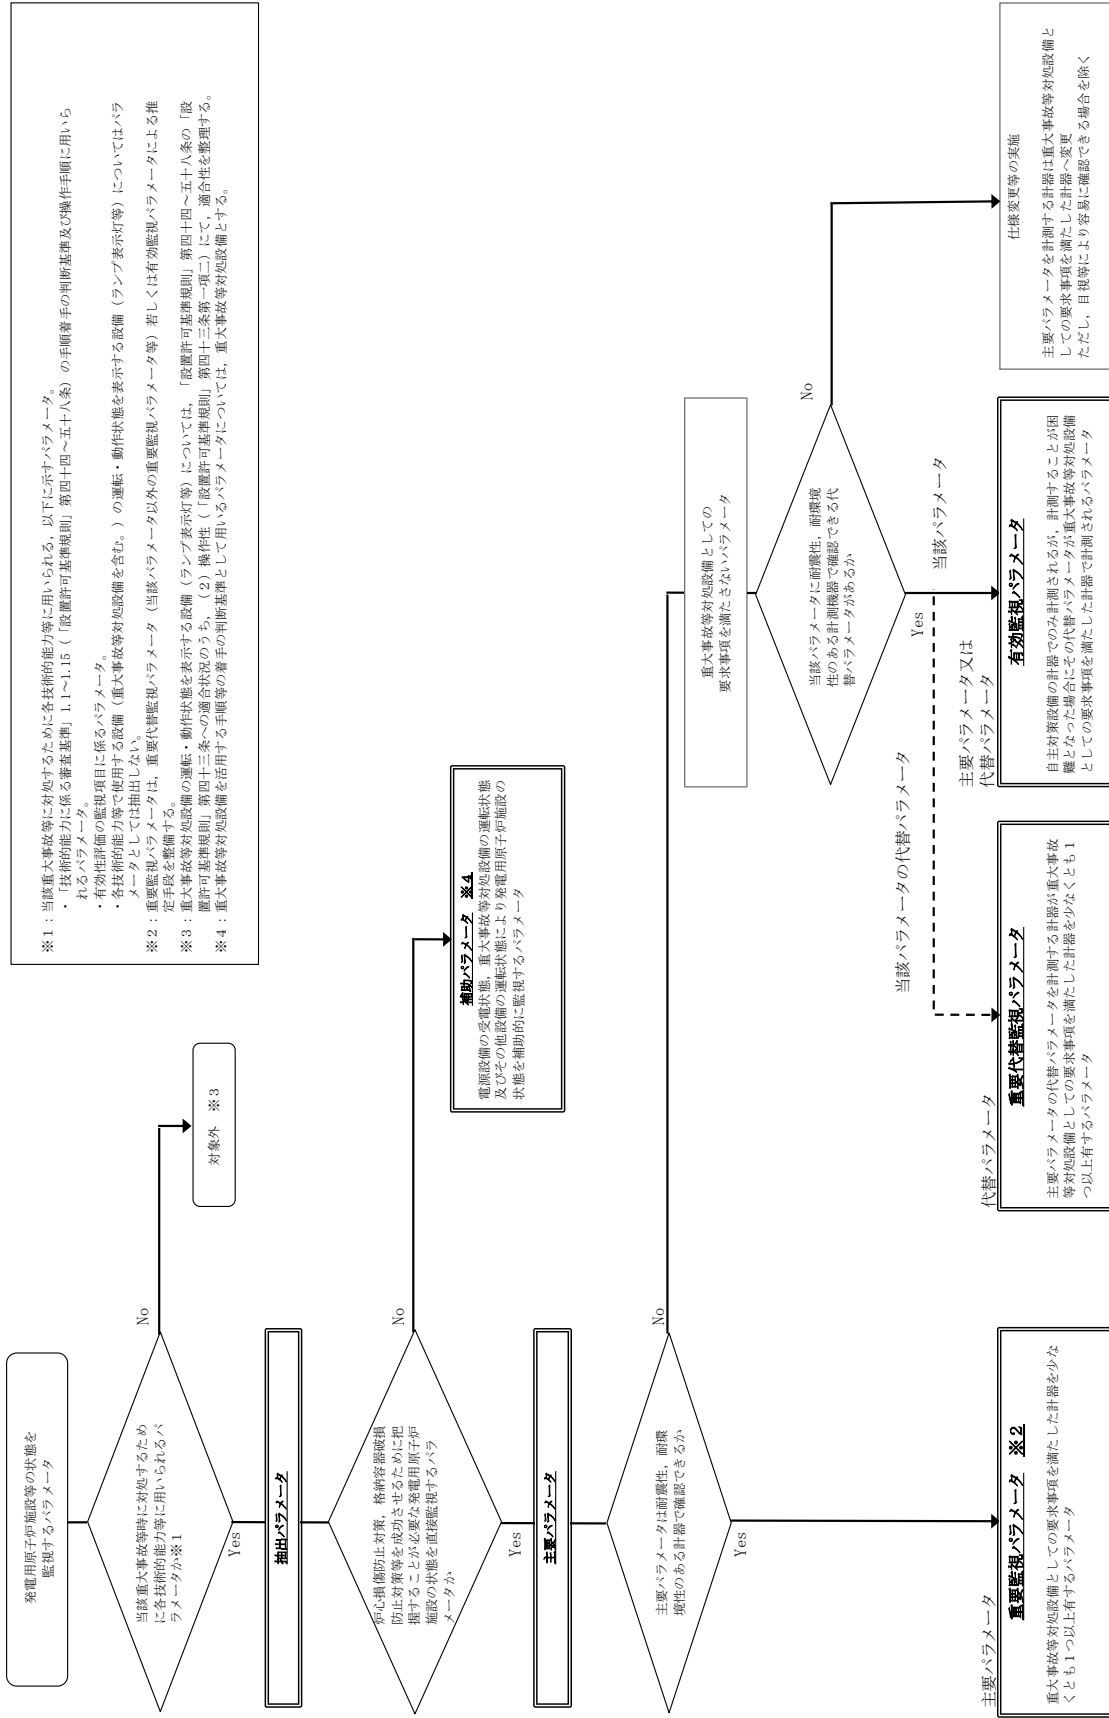 発電用原子炉施設等の状態を
監視するパラメータ
当該重大事故等時に対処するため
に各技術的能力等に用いられるパ
ラメータか※1
No
対象外　※3
Yes
抽出パラメータ
炉心損傷防止対策，格納容器破損
防止対策等を成功させるために把
握することが必要な発電用原子炉
施設の状態を直接監視するパラ
メータか
No
補助パラメータ　※4
電源設備の受電状態，重大事故等対処設備の運転状態
及びその他設備の運転状態により発電用原子炉施設の
状態を補助的に監視するパラメータ
Yes
主要パラメータ
主要パラメータは耐震性，耐環
境性のある計器で確認できるか
No
Yes
重大事故等対処設備としての
要求事項を満たさないパラメータ
当該パラメータに耐震性，耐環境
性のある計測機器で確認できる代
替パラメータがあるか
No
Yes
当該パラメータ
当該パラメータの代替パラメータ
主要パラメータ
重要監視パラメータ　※2
重大事故等対処設備としての要求事項を満たした計器を少な
くとも1つ以上有するパラメータ
代替パラメータ
重要代替監視パラメータ
主要パラメータの代替パラメータを計測する計器が重大事故
等対処設備としての要求事項を満たした計器を少なくとも1
つ以上有するパラメータ
主要パラメータ又は
代替パラメータ
有効監視パラメータ
自主対策設備の計器でのみ計測されるが，計測することが困
難となった場合にその代替パラメータが重大事故等対処設備
としての要求事項を満たした計器で計測されるパラメータ
仕様変更等の実施
主要パラメータを計測する計器は重大事故等対処設備と
しての要求事項を満たした計器へ変更
ただし，目視等により容易に確認できる場合を除く
※1：当該重大事故等に対処するために各技術的能力等に用いられる，以下に示すパラメータ。
・「技術的能力に係る審査基準」1.1～1.15（「設置許可基準規則」第四十四～五十八条）の手順着手の判断基準及び操作手順に用いら
れるパラメータ。
・有効性評価の監視項目に係るパラメータ。
・各技術的能力等で使用する設備（重大事故等対処設備を含む。）の運転・動作状態を表示する設備（ランプ表示灯等）についてはパラ
メータとしては抽出しない。
※2：重要監視パラメータは，重要代替監視パラメータ（当該パラメータ以外の重要監視パラメータ等）若しくは有効監視パラメータによる推
定手段を整備する。
※3：重大事故等対処設備の運転・動作状態を表示する設備（ランプ表示灯等）については，「設置許可基準規則」第四十四～五十八条の「設
置許可基準規則」第四十三条への適合状況のうち，（2）操作性（「設置許可基準規則」第四十三条第一項二）にて，適合性を整理する。
※4：重大事故等対処設備を活用する手順等の着手の判断基準として用いるパラメータについては，重大事故等対処設備とする。